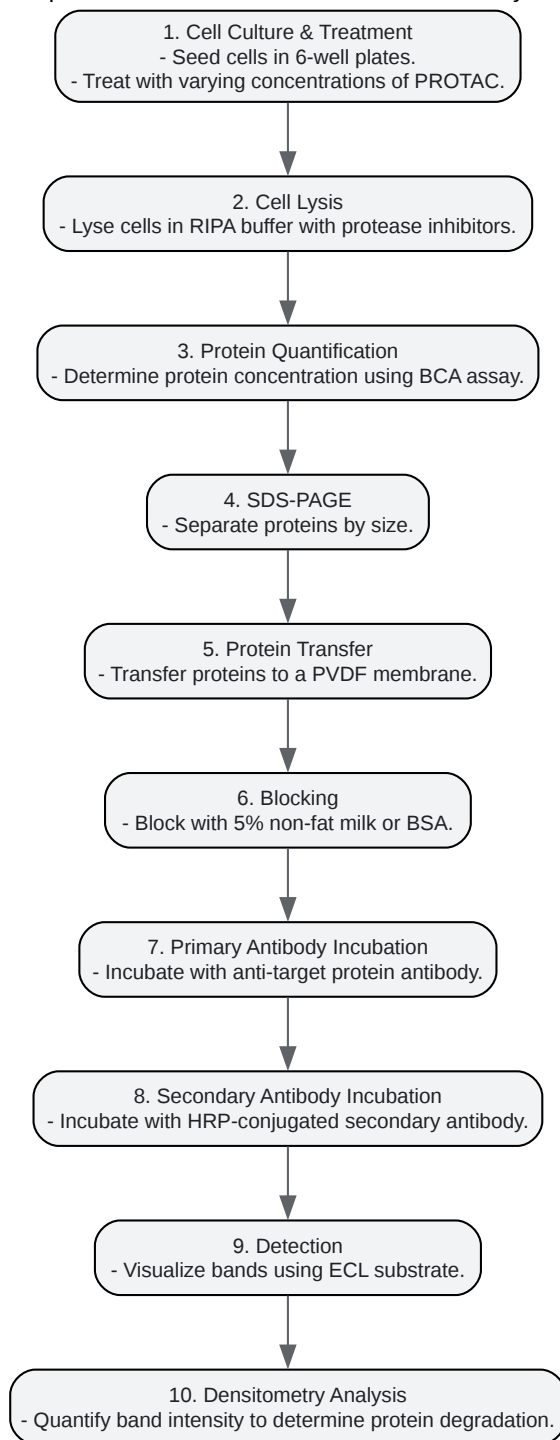 1. Cell Culture & Treatment
- Seed cells in 6-well plates.
- Treat with varying concentrations of PROTAC.
2. Cell Lysis
- Lyse cells in RIPA buffer with protease inhibitors.
3. Protein Quantification
- Determine protein concentration using BCA assay.
4. SDS-PAGE
- Separate proteins by size.
5. Protein Transfer
- Transfer proteins to a PVDF membrane.
6. Blocking
- Block with 5% non-fat milk or BSA.
7. Primary Antibody Incubation
- Incubate with anti-target protein antibody.
8. Secondary Antibody Incubation
- Incubate with HRP-conjugated secondary antibody.
9. Detection
- Visualize bands using ECL substrate.
10. Densitometry Analysis
- Quantify band intensity to determine protein degradation.